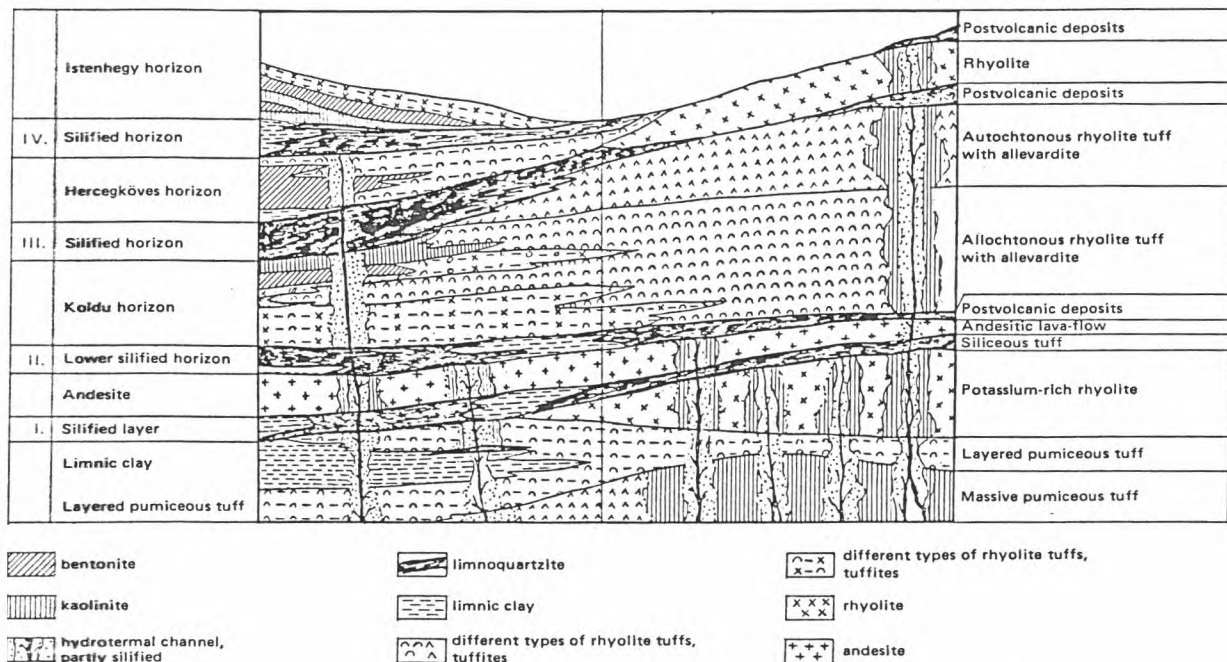 Istenhegy horizon
IV. Silified horizon
Hercegköves horizon
III. Silified horizon
Koldu horizon
II. Lower silified horizon
Andesite
I. Silified layer
Limnic clay
Layered pumiceous tuff
Postvolcanic deposits
Rhyolite
Postvolcanic deposits
Autochtonous rhyolite tuff
with allevardite
Allochtonous rhyolite tuff
with allevardite
Postvolcanic deposits
Andesitic lava-flow
Siliceous tuff
Potassium-rich rhyolite
Layered pumiceous tuff
Massive pumiceous tuff
bentonite
kaolinite
hydrotermal channel,
partly silified
limnoquartzite
limnic clay
different types of rhyolite tuffs,
tuffites
different types of rhyolite tuffs,
tuffites
rhyolite
andesite